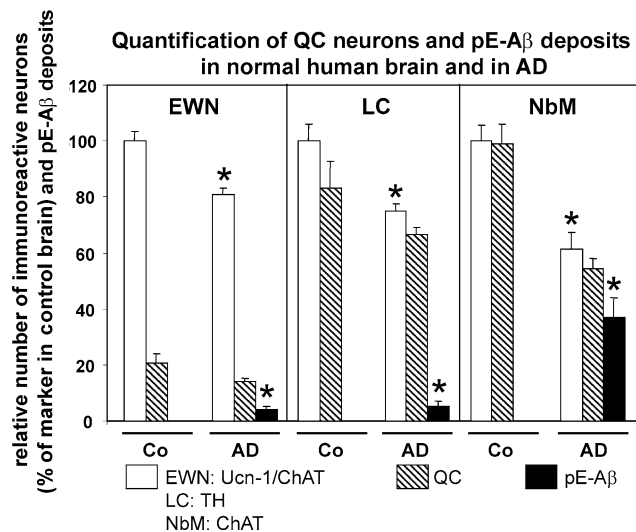 Quantification of QC neurons and pE-Aβ deposits
in normal human brain and in AD
relative number of immunoreactive neurons
(% of marker in control brain) and pE-Aβ deposits
120
100
80
60
40
20
0
EWN
LC
NbM
*
*
*
*
*
*
Co
AD
Co
AD
Co
AD
EWN: Ucn-1/ChAT
LC: TH
NbM: ChAT
QC
pE-Aβ